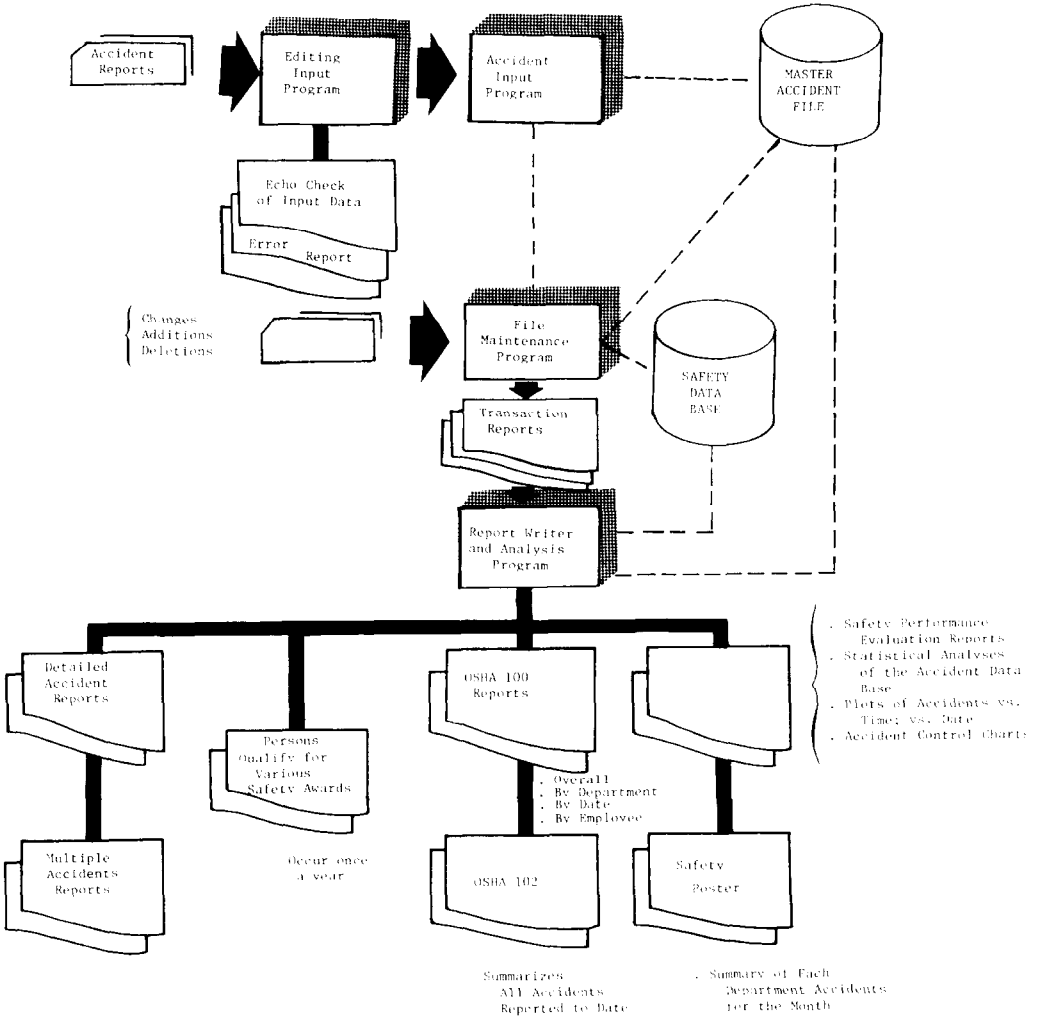 Accident
Reports
Editing
Input
Program
Accident
Input
Program
MASTER
ACCIDENT
FILE
Echo Check
of Input Data
Error Report
Changes
Additions
Deletions
File
Maintenance
Program
SAFETY
DATA
BASE
Transaction
Reports
Report Writer
and Analysis
Program
. Safety Performance
Evaluation Reports
. Statistical Analyses
of the Accident Data
Base
. Plots of Accidents vs.
Time; vs. Date
. Accident Control Charts
Detailed
Accident
Reports
OSHA 100
Reports
Persons
Qualify for
Various
Safety Awards
. Overall
. By Department
. By Date
. By Employee
Multiple
Accidents
Reports
Occur once
a year
OSHA 102
Safety
Poster
Summarizes
All Accidents
Reported to Date
. Summary of Each
Department Accidents
for the Month